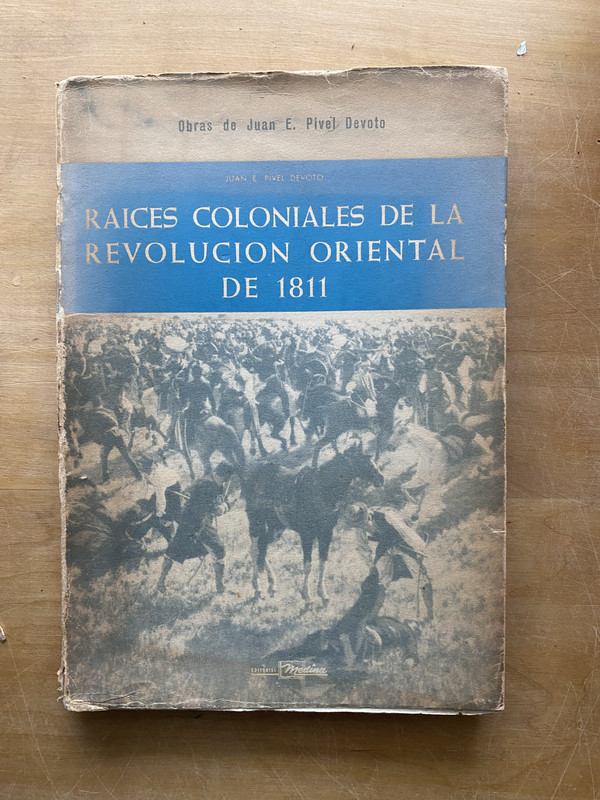 Obras de Juan E. Pivel Devoto
JUAN E. PIVEL DEVOTO
RAICES COLONIALES DE LA
REVOLUCION ORIENTAL
DE 1811
EDITORIAL Medina